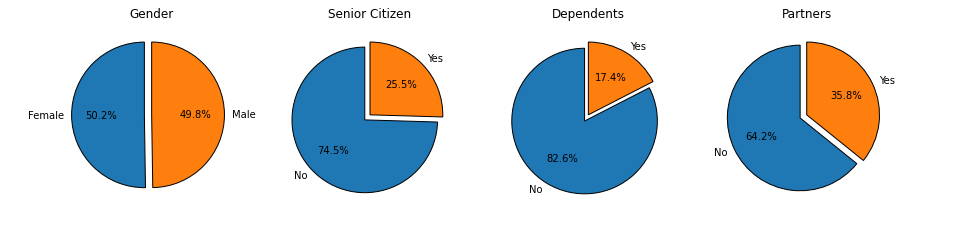 Gender
Female
50.2%
49.8%
Male
Senior Citizen
Yes
25.5%
74.5%
No
Dependents
Yes
17.4%
82.6%
No
Partners
Yes
35.8%
64.2%
No